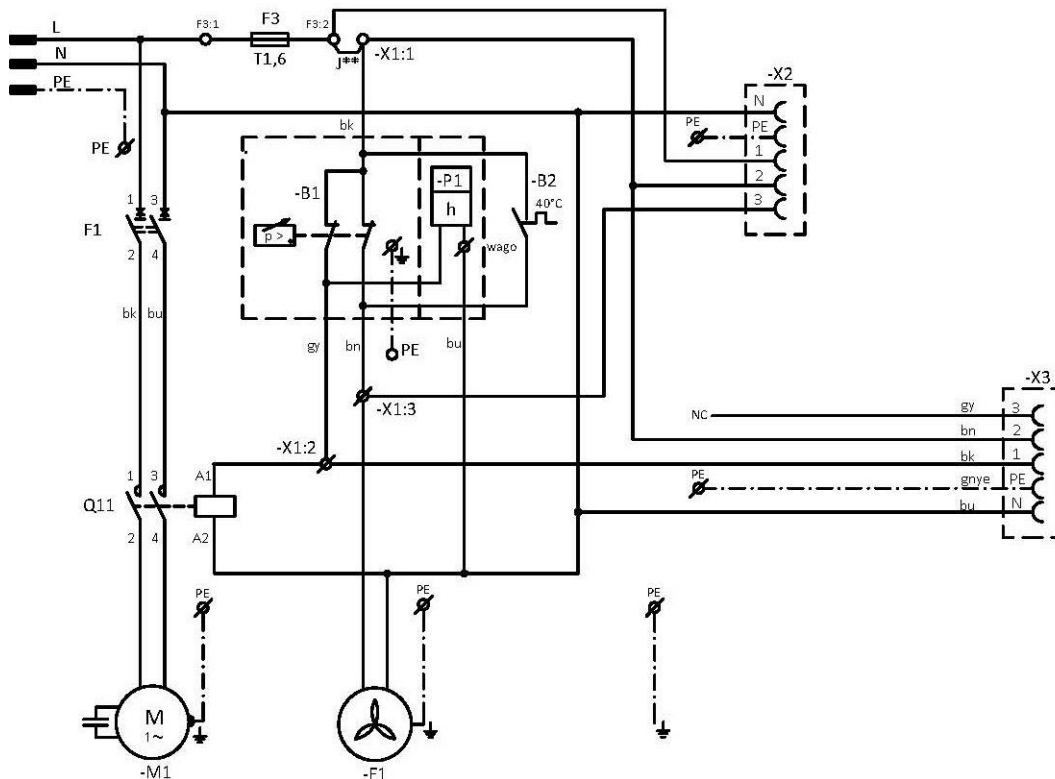 L
F3:1
F3
F3:2
T1,6
J**
-X1:1
N
PE
PE
-X2
N
PE
PE
1
2
3
bk
-B1
-P1
h
-B2
40°C
p >
wago
1
3
F1
2
4
bk
bu
gy
bn
PE
bu
-X1:3
-X1:2
-X3
NC
gy
3
bn
2
bk
1
PE
gnye
PE
bu
N
1
3
A1
Q11
2
4
A2
PE
PE
PE
M
1~
-M1
-F1